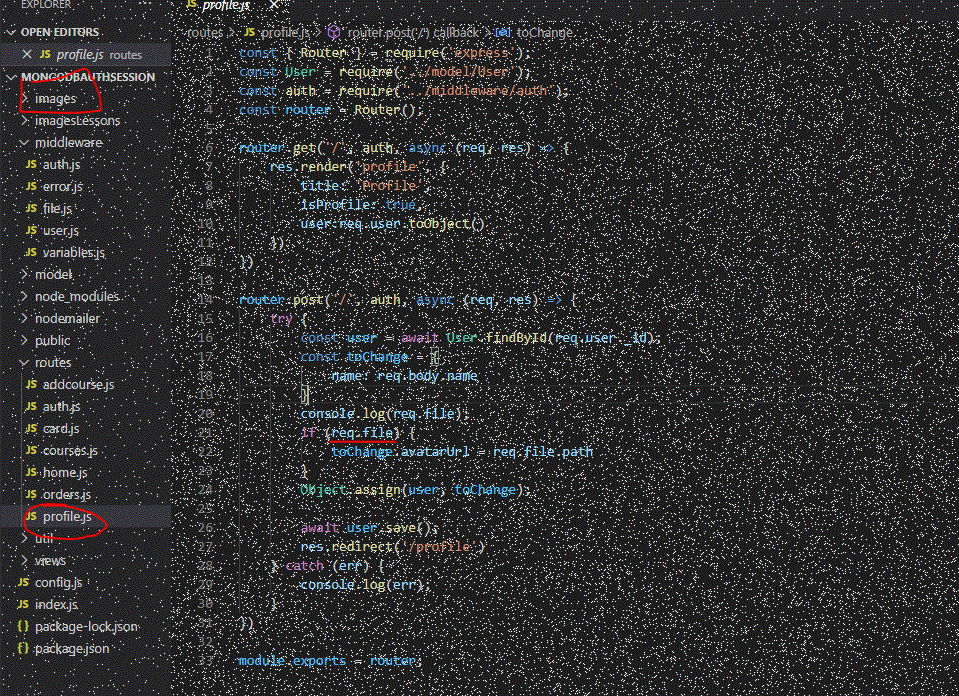 EXPLORER
OPEN EDITORS
profile.js routes
MONGODBAUTHSESSION
images
imagesLessons
middleware
JS auth.js
JS error.js
JS file.js
JS user.js
JS variables.js
model
node_modules
nodemailer
public
routes
JS addcourse.js
JS auth.js
JS card.js
JS courses.js
JS home.js
JS orders.js
JS profile.js
util
views
JS config.js
JS index.js
{} package-lock.json
{} package.json
JS profile.js
routes > JS profile.js > router.post('/') callback > toChange
1 const { Router } = require('express');
2 const User = require('../model/User');
3 const auth = require('../middleware/auth');
4 const router = Router();
5
6 router.get('/', auth, async (req, res) => {
7 res.render('profile', {
8 title: 'Profile',
9 isProfile: true,
10 user:req.user.toObject()
11 })
12 })
13
14 router.post('/', auth, async (req, res) => {
15 try {
16 const user = await User.findById(req.user._id);
17 const toChange = {
18 name: req.body.name
19 }
20 console.log(req.file);
21 if (req.file) {
22 toChange.avatarUrl = req.file.path
23 }
24 Object.assign(user, toChange);
25
26 await user.save();
27 res.redirect('/profile')
28 } catch (err) {
29 console.log(err);
30 }
31 })
32
33 module.exports = router;